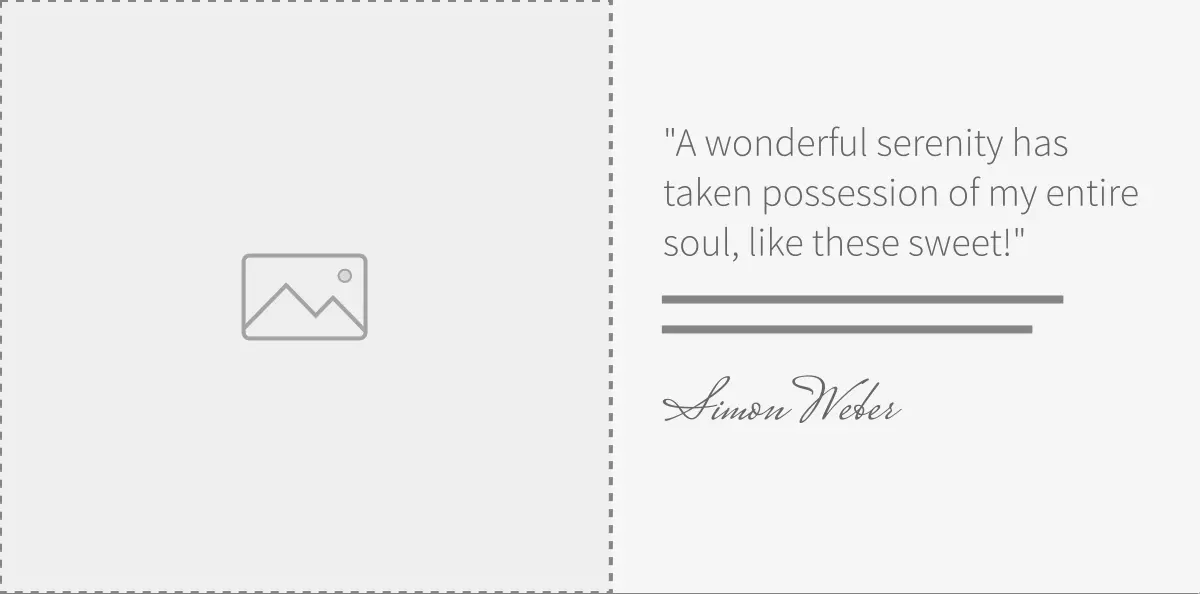 "A wonderful serenity has
taken possession of my entire
soul, like these sweet!"
Simon Weber